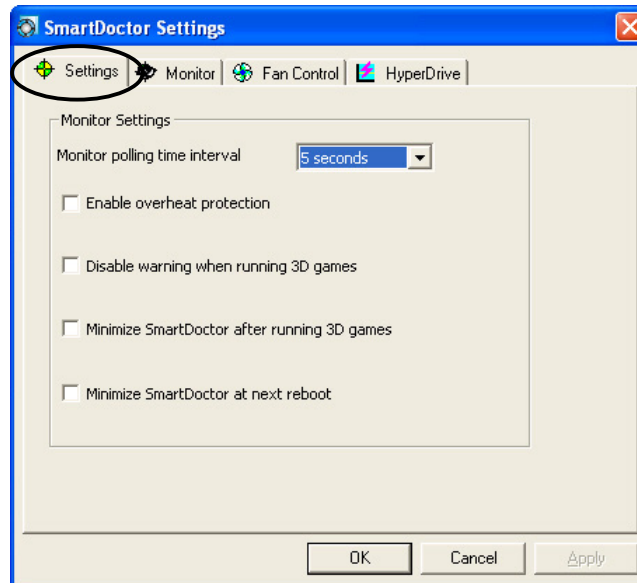 SmartDoctor Settings
Settings Monitor Fan Control HyperDrive
Monitor Settings
Monitor polling time interval 5 seconds
Enable overheat protection
Disable warning when running 3D games
Minimize SmartDoctor after running 3D games
Minimize SmartDoctor at next reboot
OK Cancel Apply